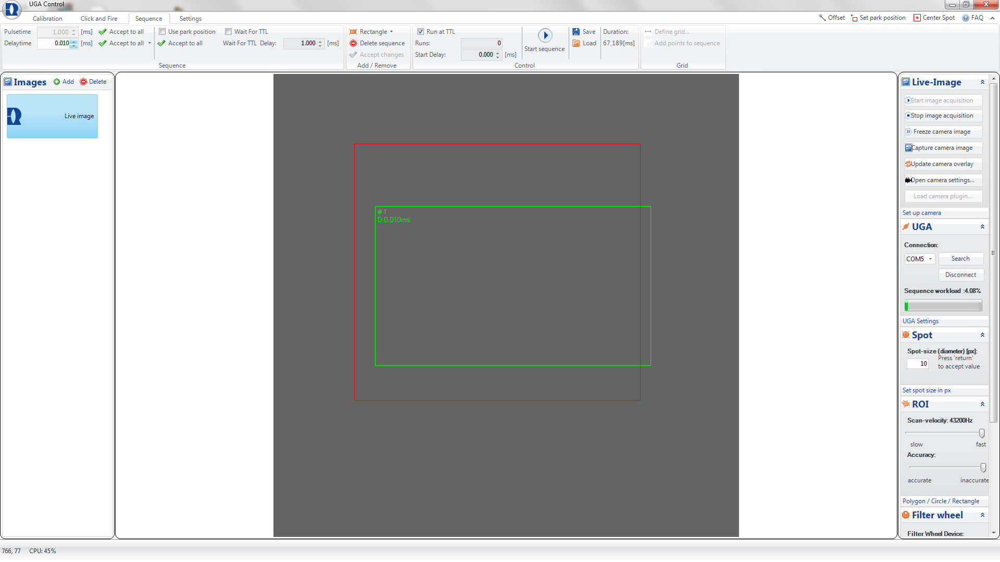 UGA Control
Calibration Click and Fire Sequence Settings
Offset Set park position Center Spot FAQ
Pulsetime 1.000 [ms] Accept to all Use park position Wait For TTL
Delaytime 0.010 [ms] Accept to all Accept to all Wait For TTL Delay: 1.000 [ms]
Sequence
Rectangle
Delete sequence
Accept changes
Add / Remove
Run at TTL
Runs: 0
Start Delay: 0.000 [ms]
Start sequence
Save
Load
Duration:
67,189[ms]
Control
Define grid...
Add points to sequence
Grid
Images Add Delete
Live image
# 1
D 0.010ms
Live-Image
Start image acquisition
Stop image acquisition
Freeze camera image
Capture camera image
Update camera overlay
Open camera settings...
Load camera plugin...
Set up camera
UGA
Connection:
COM5 Search
Disconnect
Sequence workload :4.08%
UGA Settings
Spot
Spot-size (diameter) [px]:
10 Press 'return'
to accept value
Set spot size in px
ROI
Scan-velocity: 43200Hz
slow fast
Accuracy:
accurate inaccurate
Polygon / Circle / Rectangle
Filter wheel
Filter Wheel Device:
766, 77 CPU: 45%